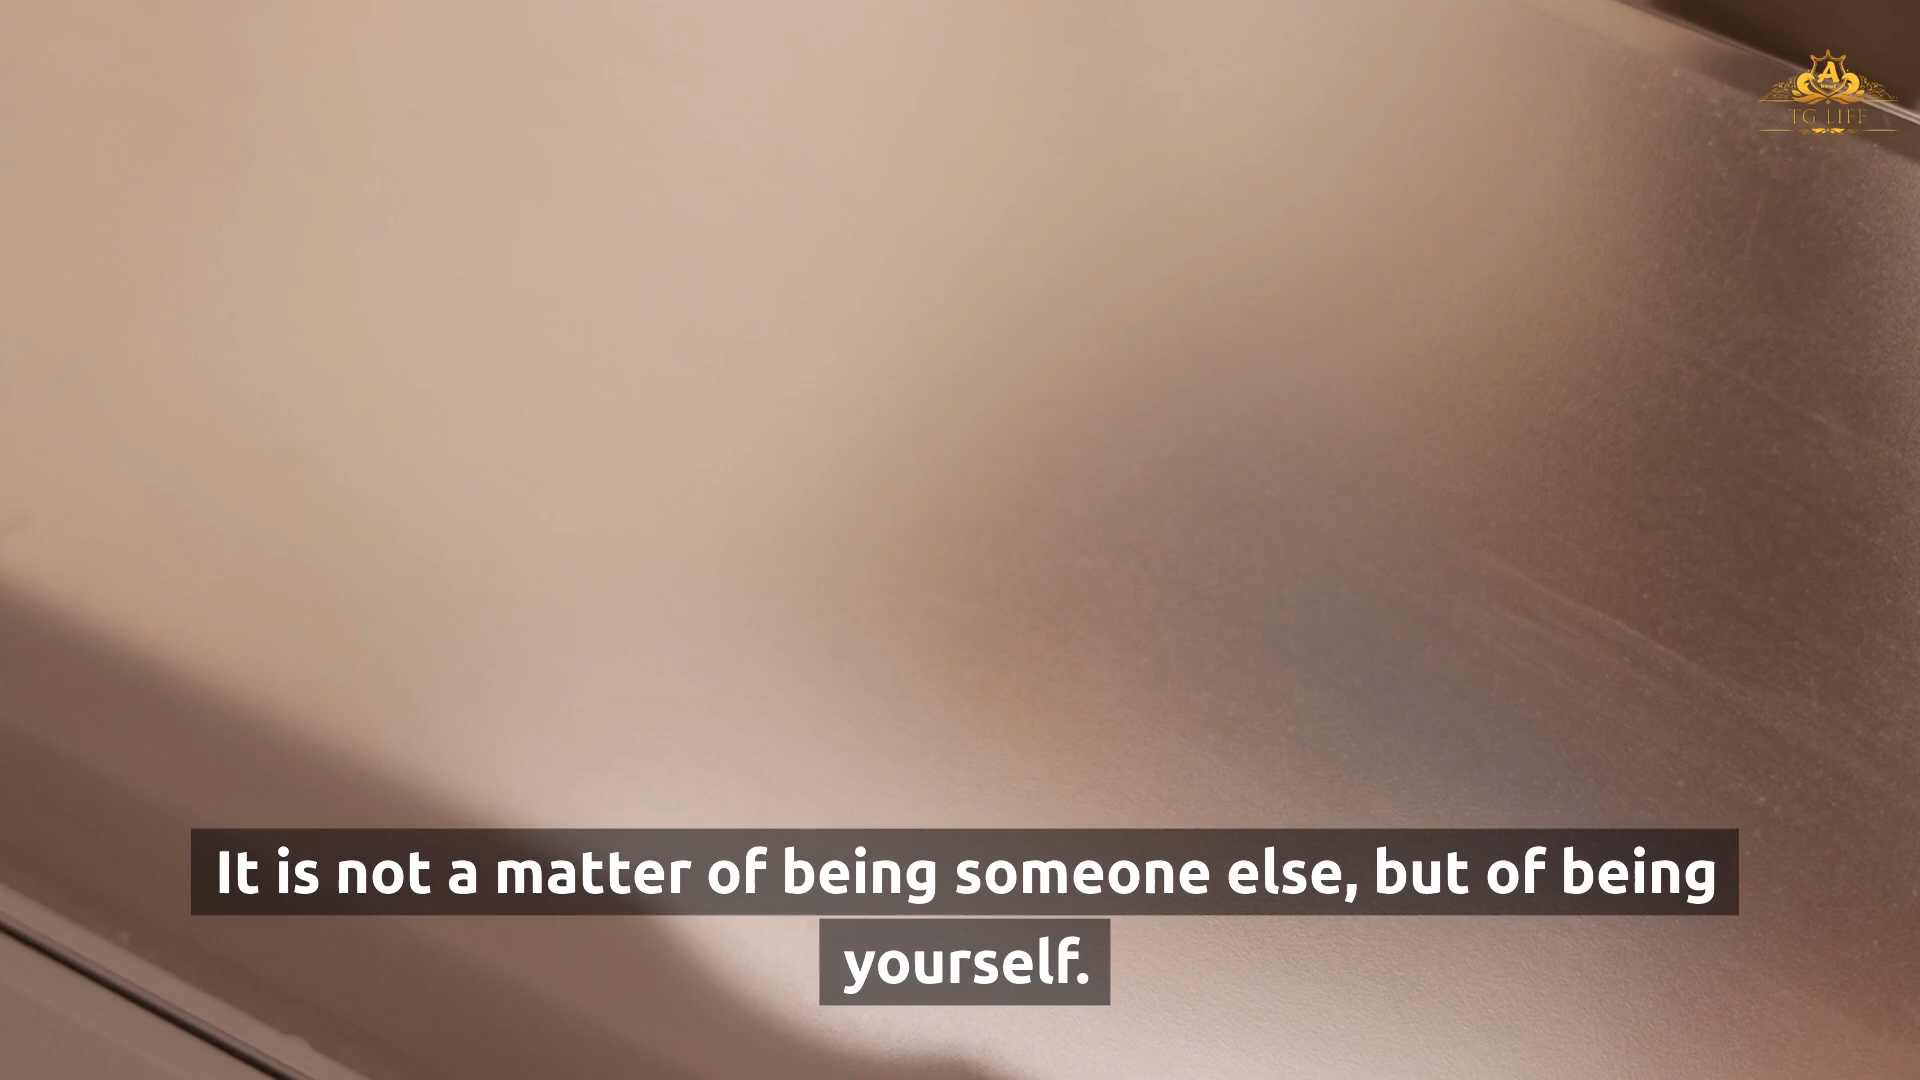 A
TG LIFE
It is not a matter of being someone else, but of being
yourself.